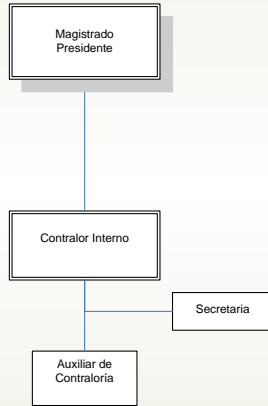 Magistrado
Presidente
Contralor Interno
Secretaria
Auxiliar de
Contraloría